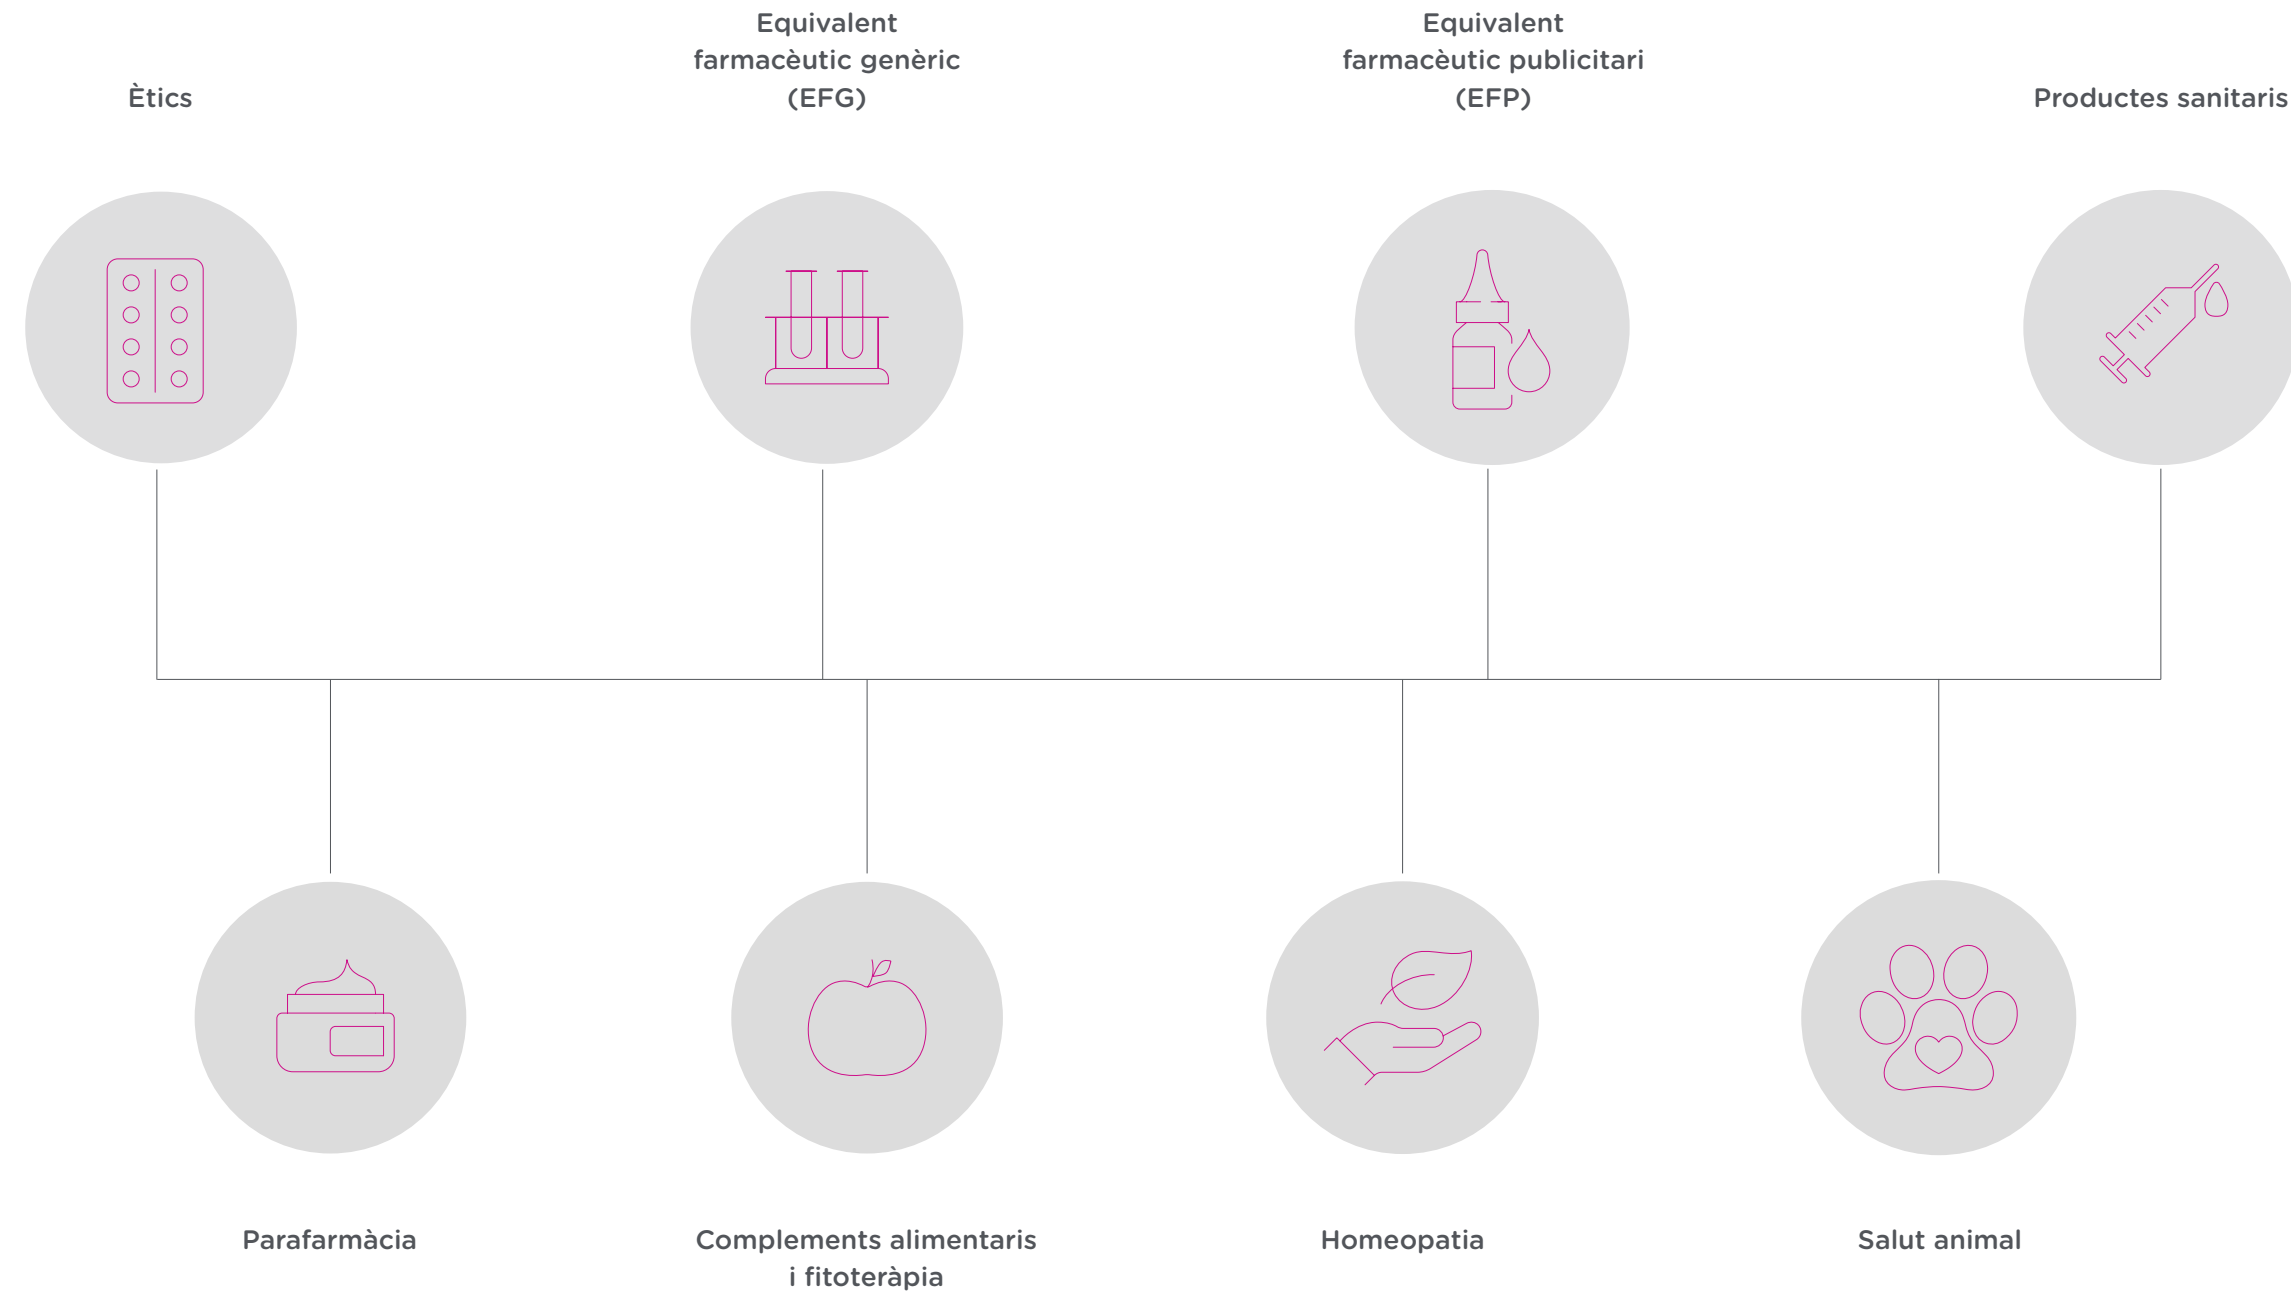 Ètics
Equivalent
farmacèutic genèric
(EFG)
Equivalent
farmacèutic publicitari
(EFP)
Productes sanitaris
Parafarmàcia
Complements alimentaris
i fitoteràpia
Homeopatia
Salut animal